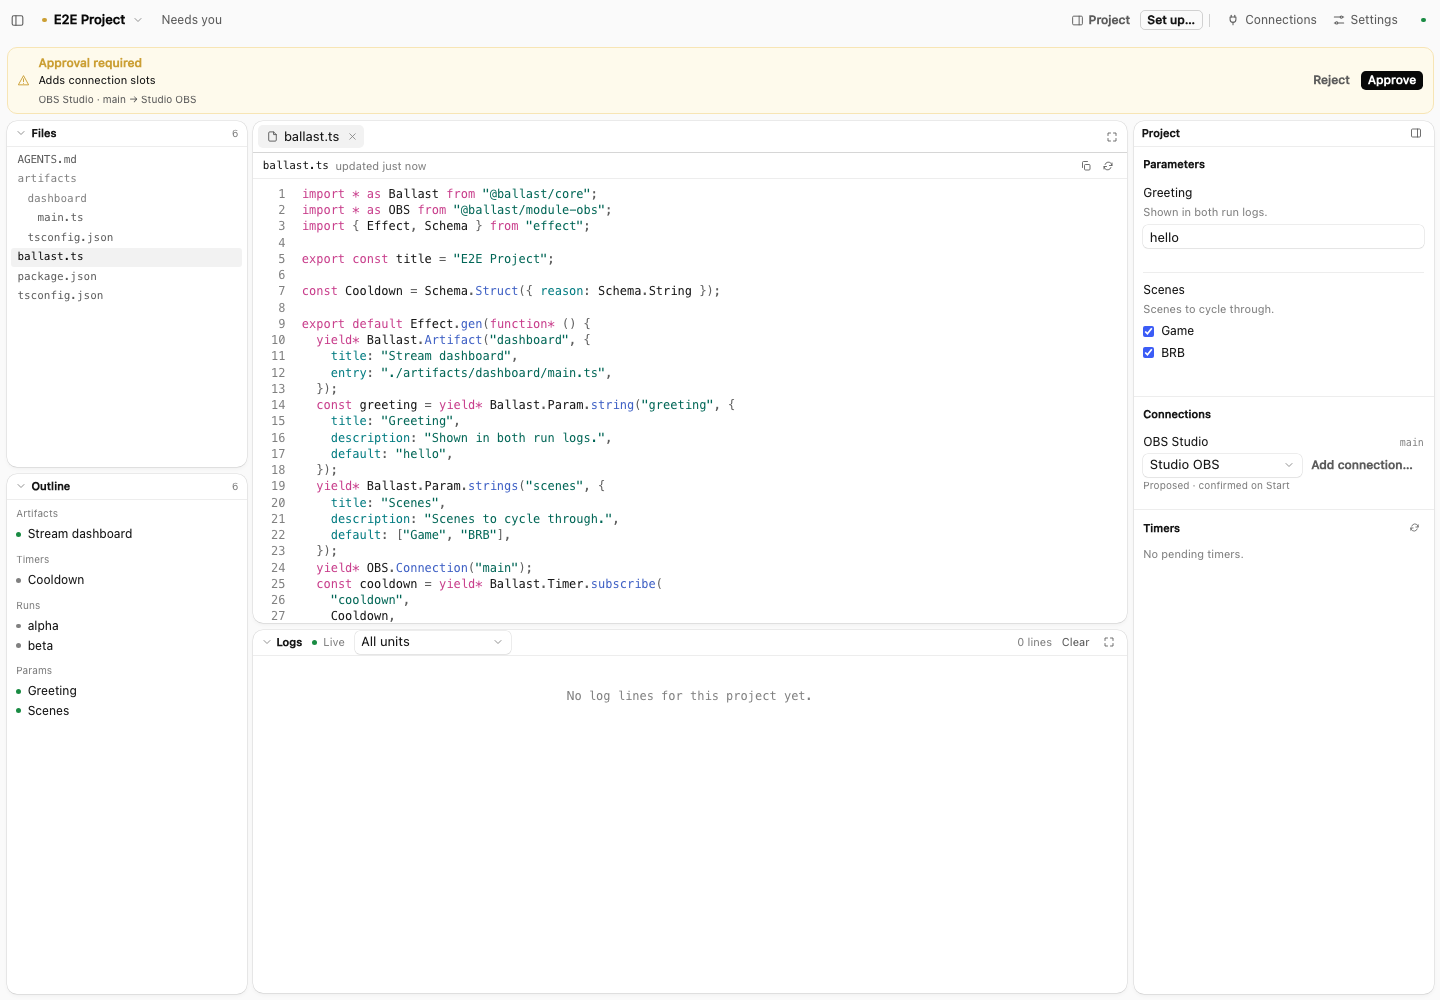 E2E Project
Needs you
Project
Set up...
Connections
Settings
Approval required
Adds connection slots
OBS Studio · main → Studio OBS
Reject
Approve
Files
6
AGENTS.md
artifacts
dashboard
main.ts
tsconfig.json
ballast.ts
package.json
tsconfig.json
Outline
6
Artifacts
Stream dashboard
Timers
Cooldown
Runs
alpha
beta
Params
Greeting
Scenes
ballast.ts
ballast.ts updated just now
1 import * as Ballast from "@ballast/core";
2 import * as OBS from "@ballast/module-obs";
3 import { Effect, Schema } from "effect";
4
5 export const title = "E2E Project";
6
7 const Cooldown = Schema.Struct({ reason: Schema.String });
8
9 export default Effect.gen(function* () {
10   yield* Ballast.Artifact("dashboard", {
11     title: "Stream dashboard",
12     entry: "./artifacts/dashboard/main.ts",
13   });
14   const greeting = yield* Ballast.Param.string("greeting", {
15     title: "Greeting",
16     description: "Shown in both run logs.",
17     default: "hello",
18   });
19   yield* Ballast.Param.strings("scenes", {
20     title: "Scenes",
21     description: "Scenes to cycle through.",
22     default: ["Game", "BRB"],
23   });
24   yield* OBS.Connection("main");
25   const cooldown = yield* Ballast.Timer.subscribe(
26     "cooldown",
27     Cooldown,
Logs
Live
All units
0 lines
Clear
No log lines for this project yet.
Project
Parameters
Greeting
Shown in both run logs.
hello
Scenes
Scenes to cycle through.
Game
BRB
Connections
OBS Studio
main
Studio OBS
Add connection...
Proposed · confirmed on Start
Timers
No pending timers.